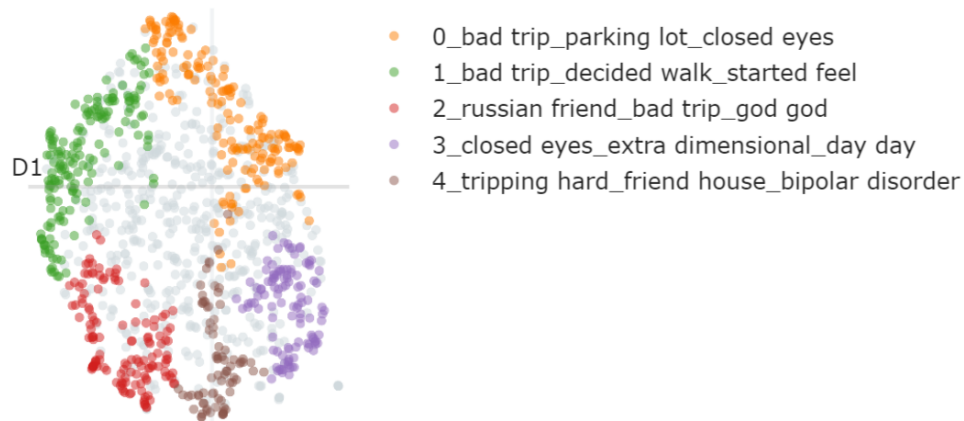 0_bad trip_parking lot_closed eyes
1_bad trip_decided walk_started feel
2_russian friend_bad trip_god god
D1
3_closed eyes_extra dimensional_day day
4_tripping hard_friend house_bipolar disorder